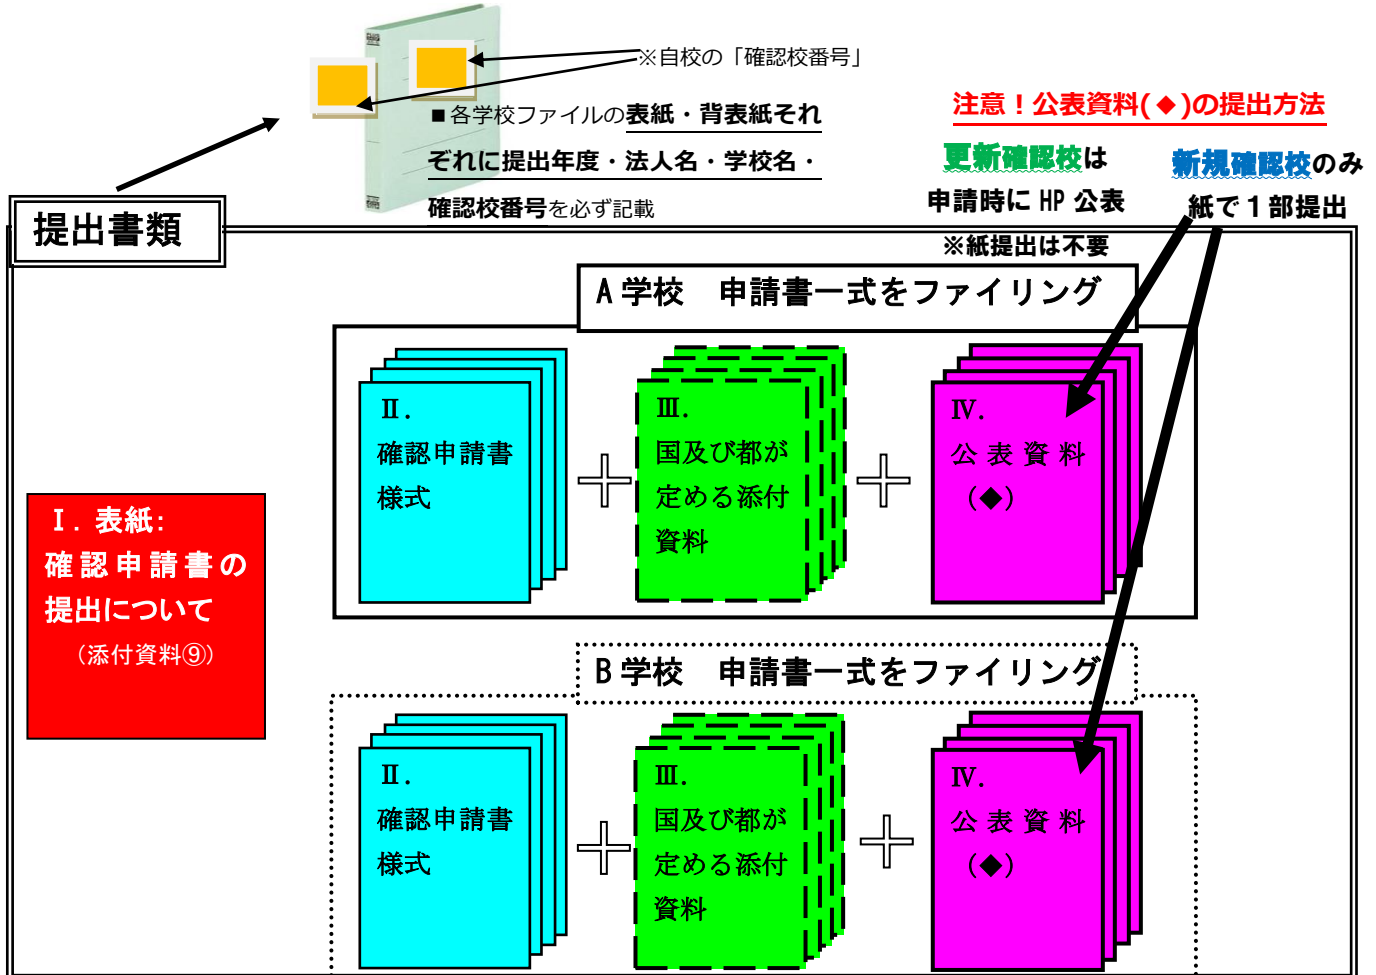 ※自校の「確認校番号」
■各学校ファイルの表紙・背表紙それ
ぞれに提出年度・法人名・学校名・
確認校番号を必ず記載
注意！公表資料(◆)の提出方法
更新確認校は
申請時に HP 公表
※紙提出は不要
新規確認校のみ
紙で１部提出
提出書類
A 学校　申請書一式をファイリング
Ⅱ．
確認申請書
様式
Ⅲ．
国及び都が
定める添付
資料
Ⅳ．
公表資料
（◆）
Ⅰ．表紙：
確認申請書の
提出について
（添付資料⑨）
B 学校　申請書一式をファイリング
Ⅱ．
確認申請書
様式
Ⅲ．
国及び都が
定める添付
資料
Ⅳ．
公表資料
（◆）